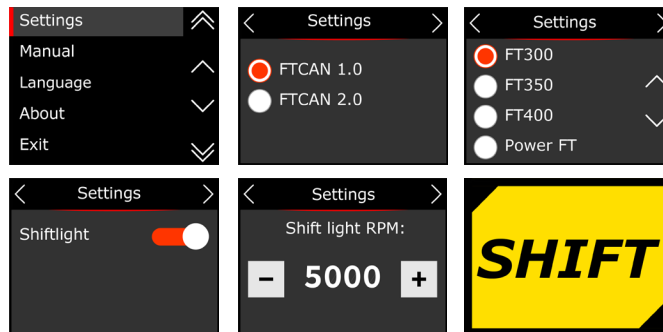 Settings
Manual
Language
About
Exit
Settings
FTCAN 1.0
FTCAN 2.0
Settings
FT300
FT350
FT400
Power FT
Settings
Shiftlight
Settings
Shift light RPM:
- 5000 +
SHIFT